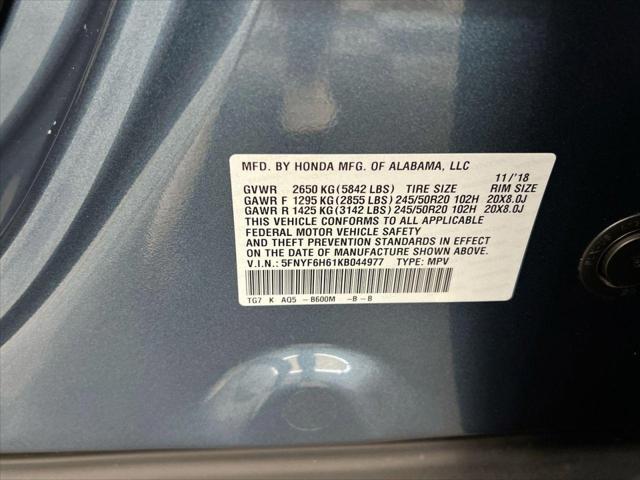 MFD. BY HONDA MFG. OF ALABAMA, LLC
11/'18
GVWR 2650 KG (5842 LBS) TIRE SIZE RIM SIZE
GAWR F 1295 KG (2855 LBS) 245/50R20 102H 20X8.0J
GAWR R 1425 KG (3142 LBS) 245/50R20 102H 20X8.0J
THIS VEHICLE CONFORMS TO ALL APPLICABLE
FEDERAL MOTOR VEHICLE SAFETY
AND THEFT PREVENTION STANDARDS IN EFFECT
ON THE DATE OF MANUFACTURE SHOWN ABOVE.
V.I.N.: 5FNYF6H61KB044977 TYPE: MPV
TG7 K AQ5 -B600M -B -B